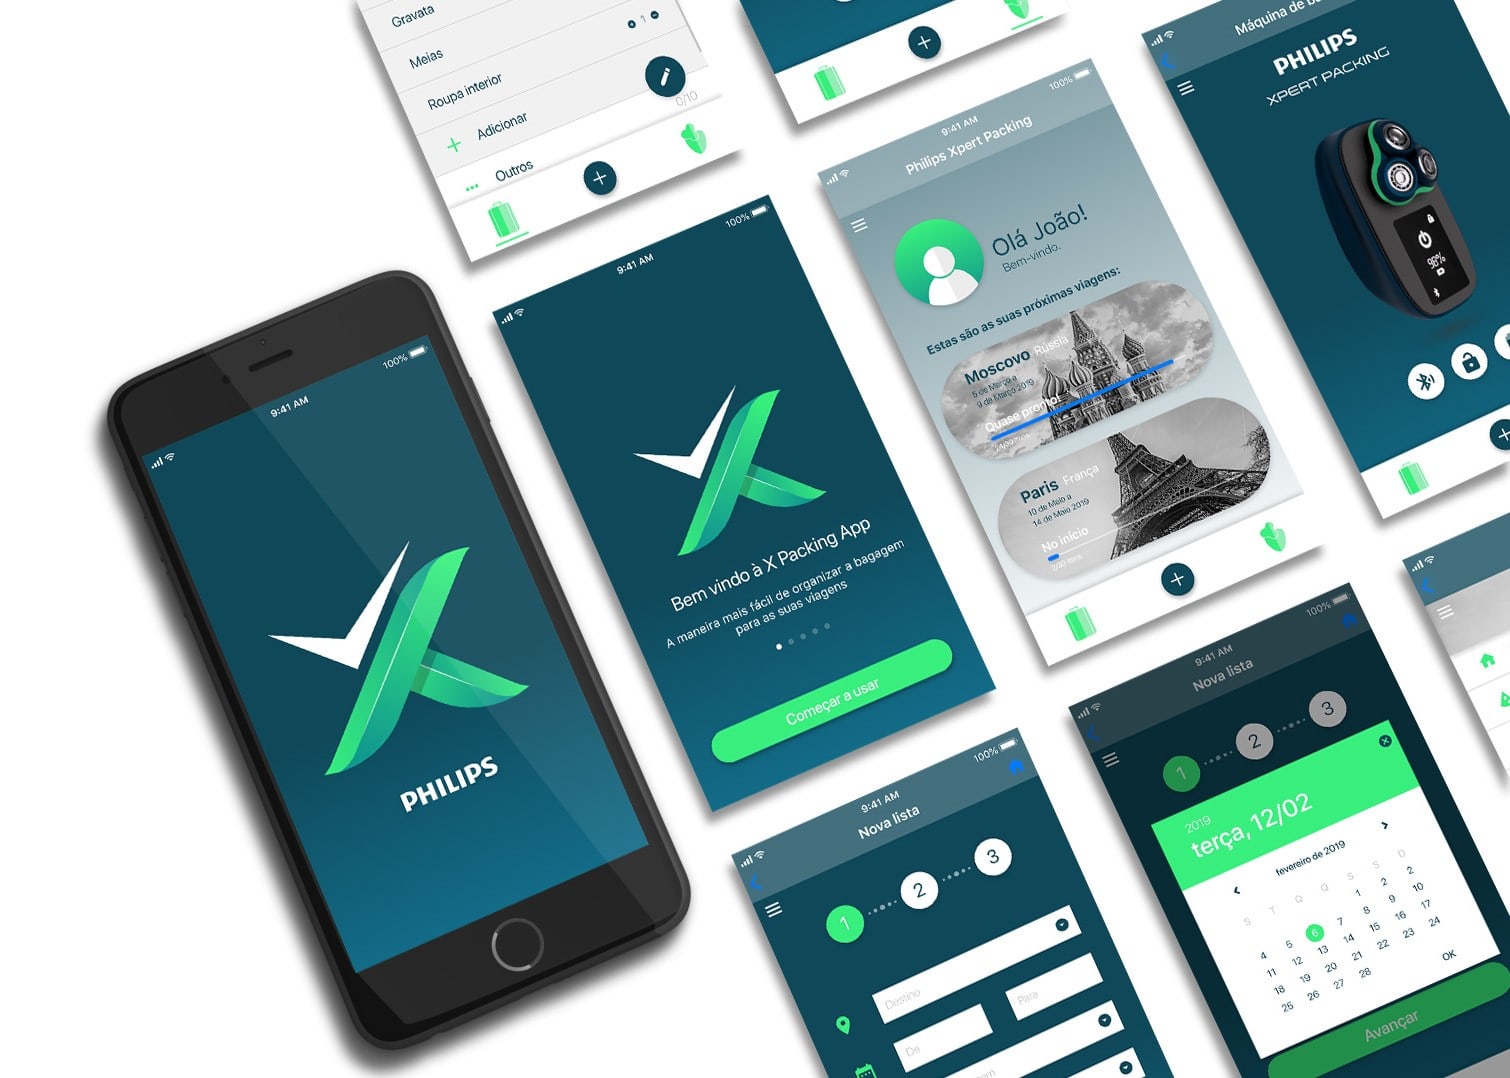 Gravata
Meias
1
Roupa interior
Adicionar
0/10
Outros
100%
9:41 AM
PHILIPS
100%
9:41 AM
Bem vindo à X Packing App
A maneira mais fácil de organizar a bagagem
para as suas viagens
Começar a usar
100%
9:41 AM
Philips Xpert Packing
Olá João!
Bem-vindo.
Estas são as suas próximas viagens:
Moscovo Rússia
5 de Março a
9 de Março 2019
Quase pronto!
Paris França
10 de Maio a
14 de Maio 2019
No início
Máquina de
PHILIPS
XPERT PACKING
98%
100%
9:41 AM
Nova lista
1
2
3
Destino
De
Para
100%
9:41 AM
Nova lista
1
2
3
2019
terça, 12/02
fevereiro de 2019
S T Q Q S S D
1 2 3
4 5 6 7 8 9 10
11 12 13 14 15 16 17
18 19 20 21 22 23 24
25 26 27 28
OK
Avançar